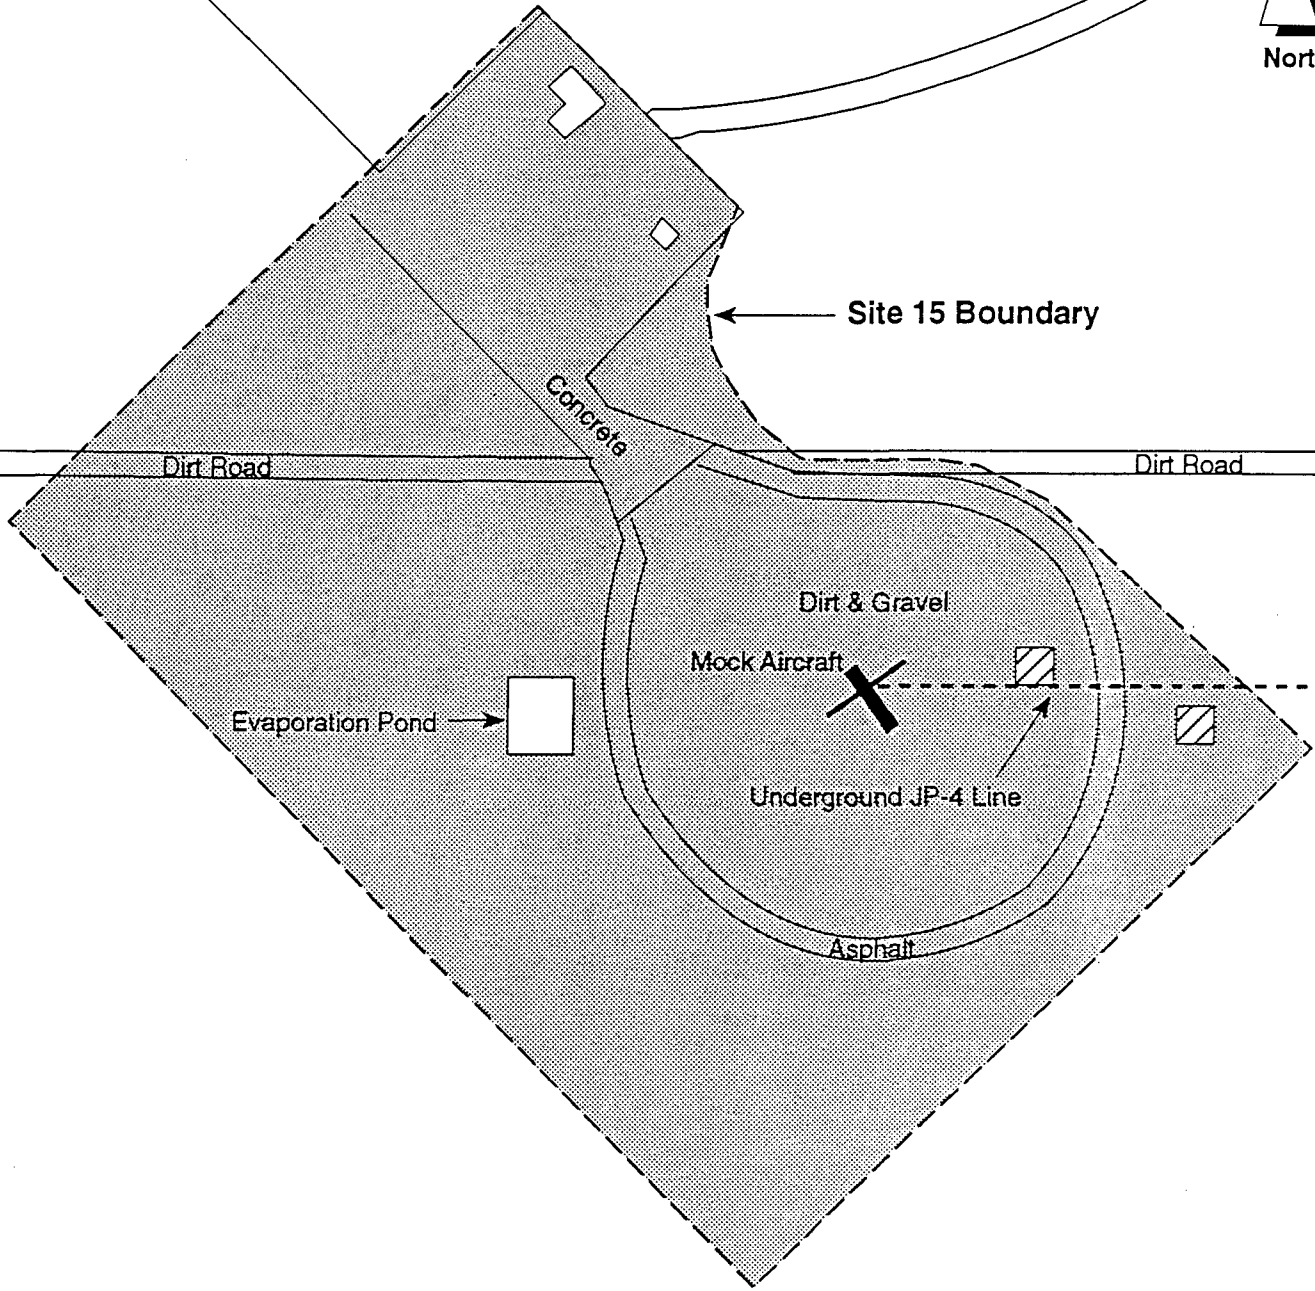 Nort
Site 15 Boundary
Concrete
Dirt Road
Dirt Road
Dirt & Gravel
Mock Aircraft
Evaporation Pond
Underground JP-4 Line
Asphalt